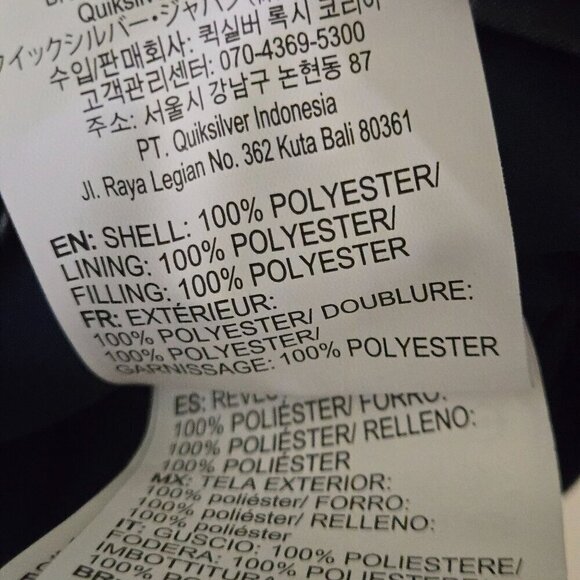 Quiksilver
クイックシルバー・ジャパン
수입/판매회사: 퀵실버 록시 코리아
고객관리센터: 070-4369-5300
주소: 서울시 강남구 논현동 87
PT. Quiksilver Indonesia
Jl. Raya Legian No. 362 Kuta Bali 80361
EN: SHELL: 100% POLYESTER/
LINING: 100% POLYESTER/
FILLING: 100% POLYESTER
FR: EXTÉRIEUR:
100% POLYESTER/ DOUBLURE:
100% POLYESTER/
GARNISSAGE: 100% POLYESTER
ES: FORRO:
100% POLIÉSTER/ RELLENO:
100% POLIÉSTER
100% POLIÉSTER
MX: TELA EXTERIOR:
100% poliéster/ FORRO:
100% poliéster/ RELLENO:
100% poliéster
IT: GUSCIO: 100% POLIESTERE/
FODERA: 100% POLIESTERE/
IMBOTTITURA
100%